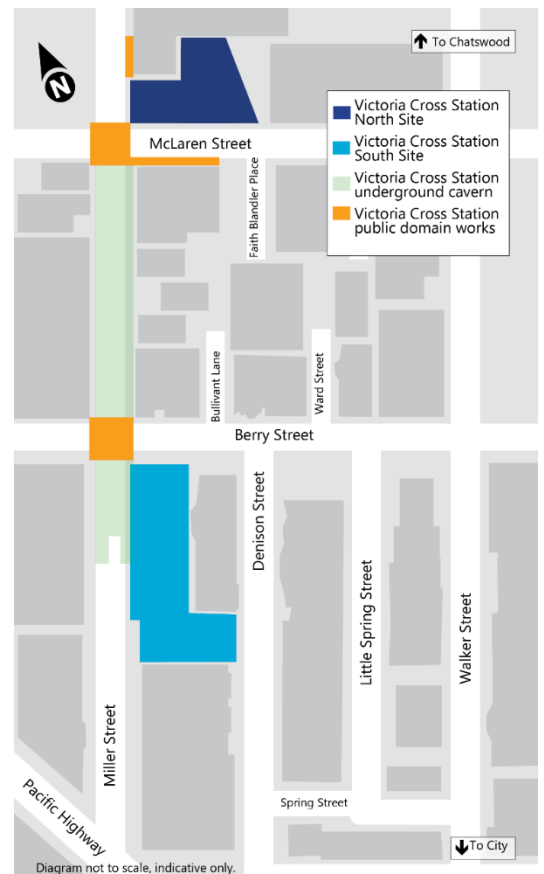 To Chatswood
N
Victoria Cross Station
North Site
Victoria Cross Station
South Site
Victoria Cross Station
underground cavern
Victoria Cross Station
public domain works
McLaren Street
Faith Blandler Place
Bullivant Lane
Ward Street
Berry Street
Denison Street
Little Spring Street
Walker Street
Miller Street
Pacific Highway
Spring Street
To City
Diagram not to scale, indicative only.